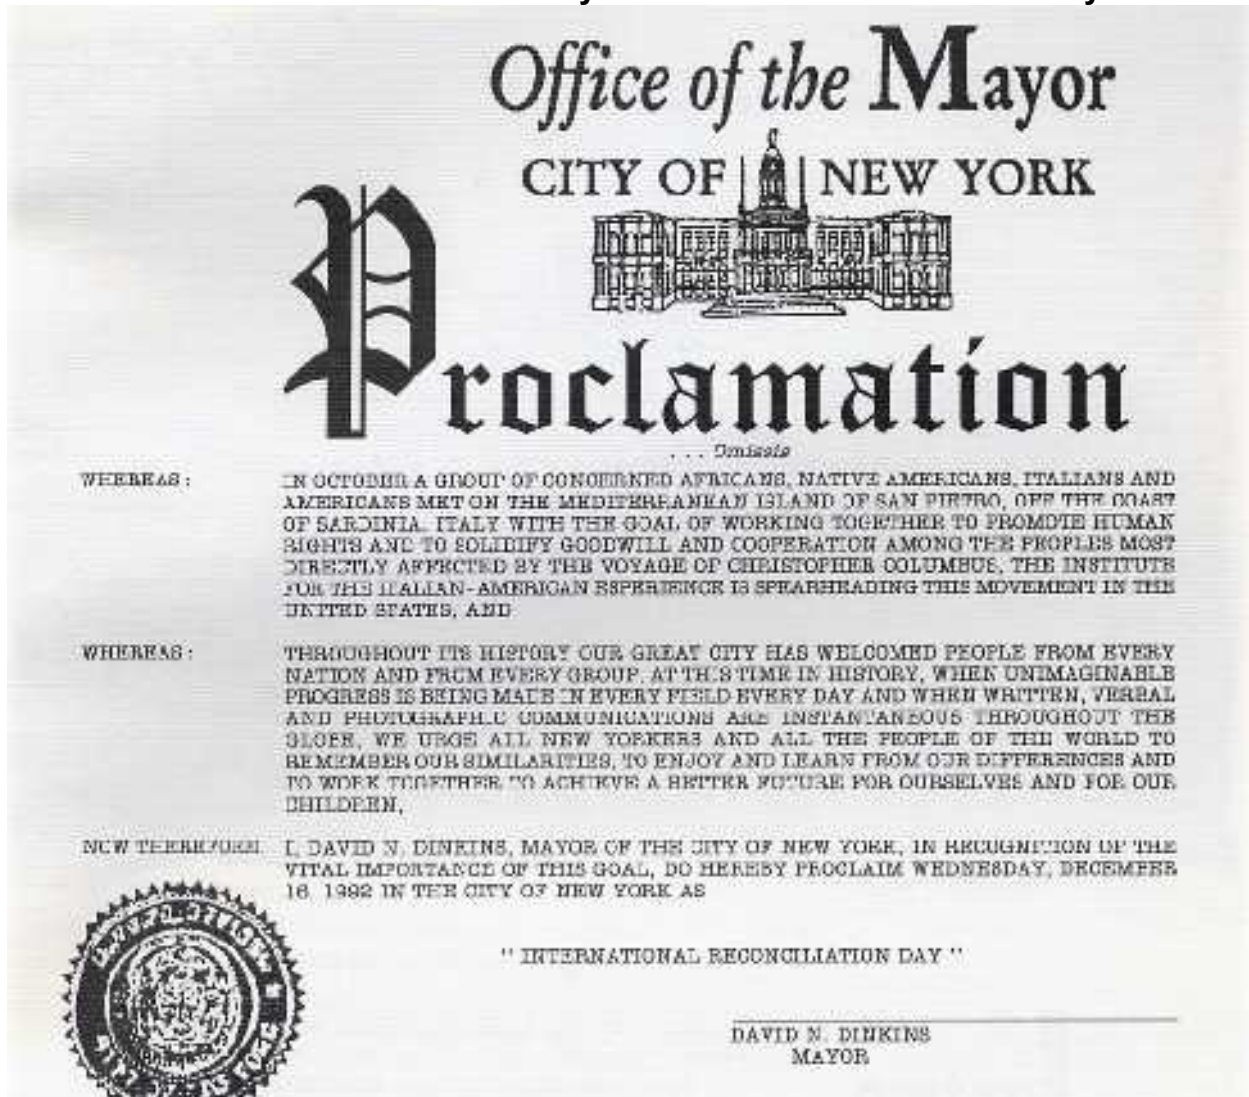 Office of the Mayor
CITY OF NEW YORK
Proclamation
... Omissis
WHEREAS: IN OCTOBER A GROUP OF CONCERNED AFRICANS, NATIVE AMERICANS, ITALIANS AND
AMERICANS MET ON THE MEDITERRANEAN ISLAND OF SAN PIETRO, OFF THE COAST
OF SARDINIA, ITALY WITH THE GOAL OF WORKING TOGETHER TO PROMOTE HUMAN
RIGHTS AND TO SOLIDIFY GOODWILL AND COOPERATION AMONG THE PEOPLES MOST
DIRECTLY AFFECTED BY THE VOYAGE OF CHRISTOPHER COLUMBUS, THE INSTITUTE
FOR THE ITALIAN-AMERICAN ESPERIENCE IS SPEARHEADING THIS MOVEMENT IN THE
UNITED STATES, AND
WHEREAS: THROUGHOUT ITS HISTORY OUR GREAT CITY HAS WELCOMED PEOPLE FROM EVERY
NATION AND FROM EVERY GROUP. AT THIS TIME IN HISTORY, WHEN UNIMAGINABLE
PROGRESS IS BEING MADE IN EVERY FIELD EVERY DAY AND WHEN WRITTEN, VERBAL
AND PHOTOGRAPHIC COMMUNICATIONS ARE INSTANTANEOUS THROUGHOUT THE
GLOBE, WE URGE ALL NEW YORKERS AND ALL THE PEOPLE OF THE WORLD TO
REMEMBER OUR SIMILARITIES, TO ENJOY AND LEARN FROM OUR DIFFERENCES AND
TO WORK TOGETHER TO ACHIEVE A BETTER FUTURE FOR OURSELVES AND FOR OUR
CHILDREN,
NOW THEREFORE I, DAVID N. DINKINS, MAYOR OF THE CITY OF NEW YORK, IN RECOGNITION OF THE
VITAL IMPORTANCE OF THIS GOAL, DO HEREBY PROCLAIM WEDNESDAY, DECEMBER
16, 1992 IN THE CITY OF NEW YORK AS
" INTERNATIONAL RECONCILIATION DAY "
DAVID N. DINKINS
MAYOR